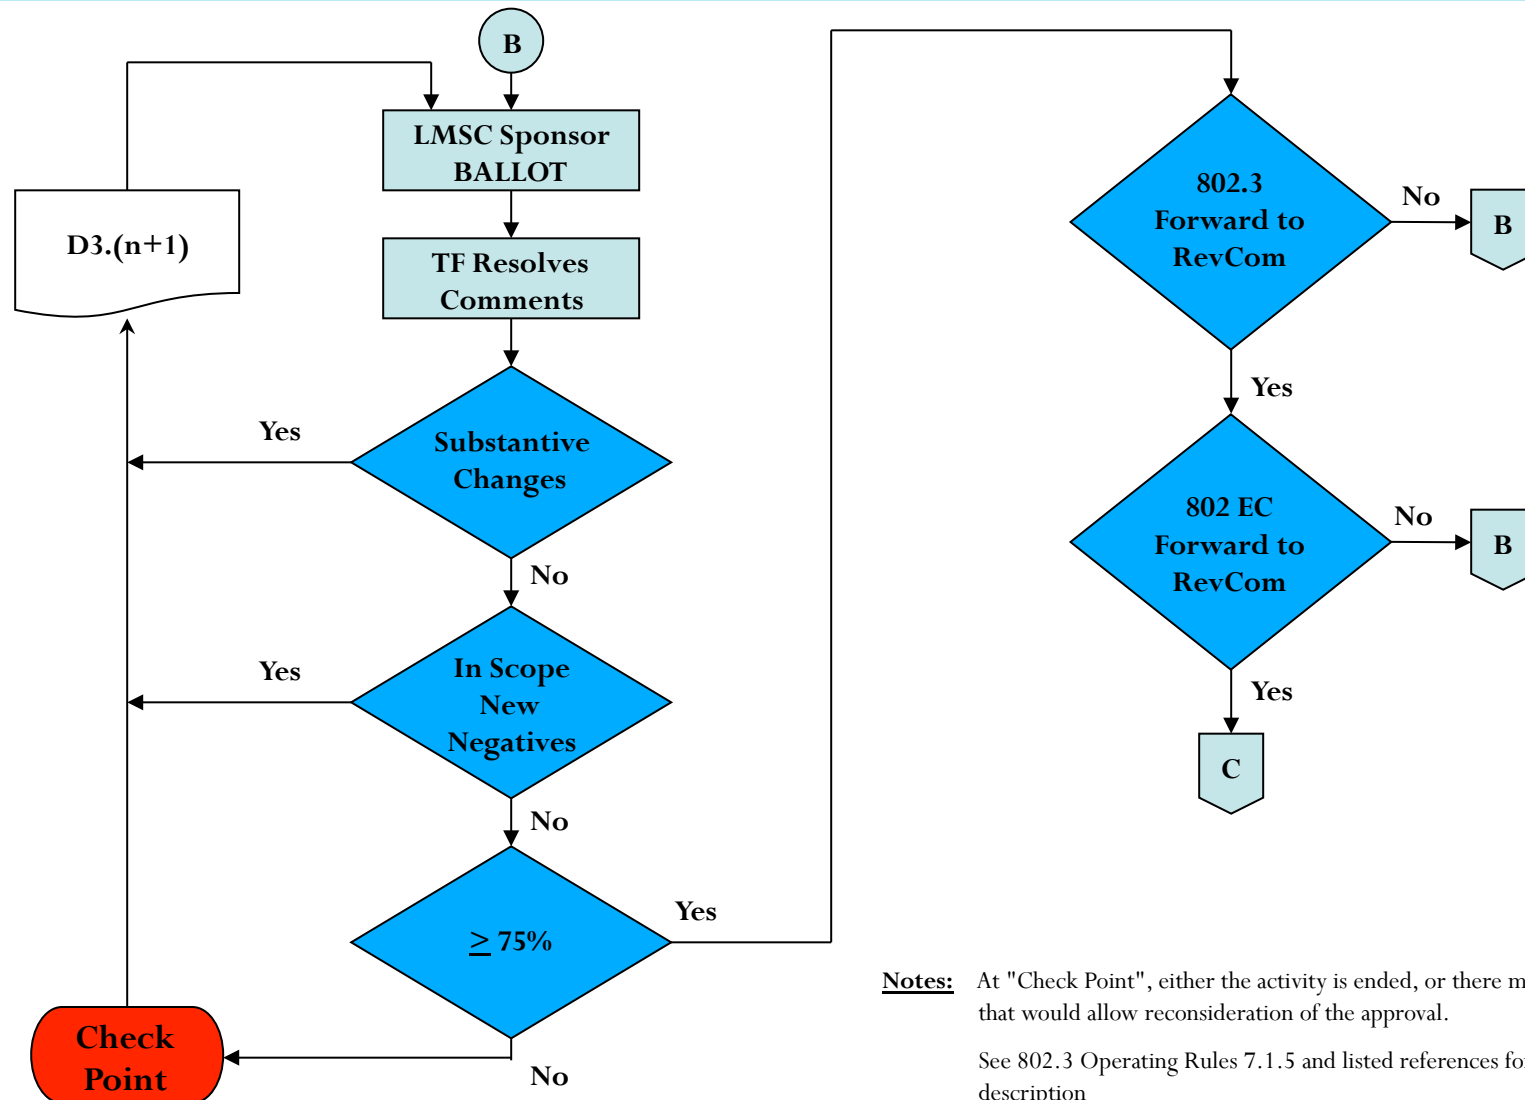 B
LMSC Sponsor
BALLOT
D3.(n+1)
TF Resolves
Comments
Yes
Substantive
Changes
No
Yes
In Scope
New
Negatives
No
≥ 75%
Yes
Check
Point
No
802.3
Forward to
RevCom
No
B
Yes
802 EC
Forward to
RevCom
No
B
Yes
C
Notes: At "Check Point", either the activity is ended, or there
that would allow reconsideration of the approval.
See 802.3 Operating Rules 7.1.5 and listed references
description